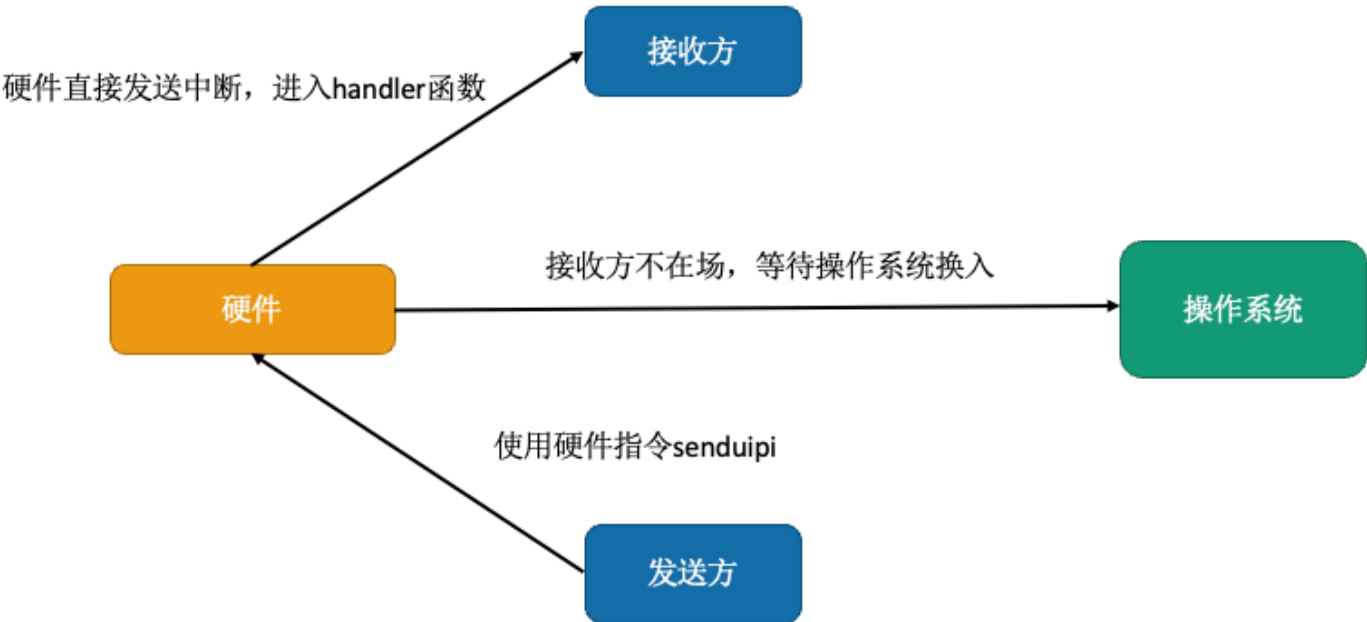 接收方
硬件直接发送中断，进入handler函数
接收方不在场，等待操作系统换入
硬件
操作系统
使用硬件指令senduipi
发送方